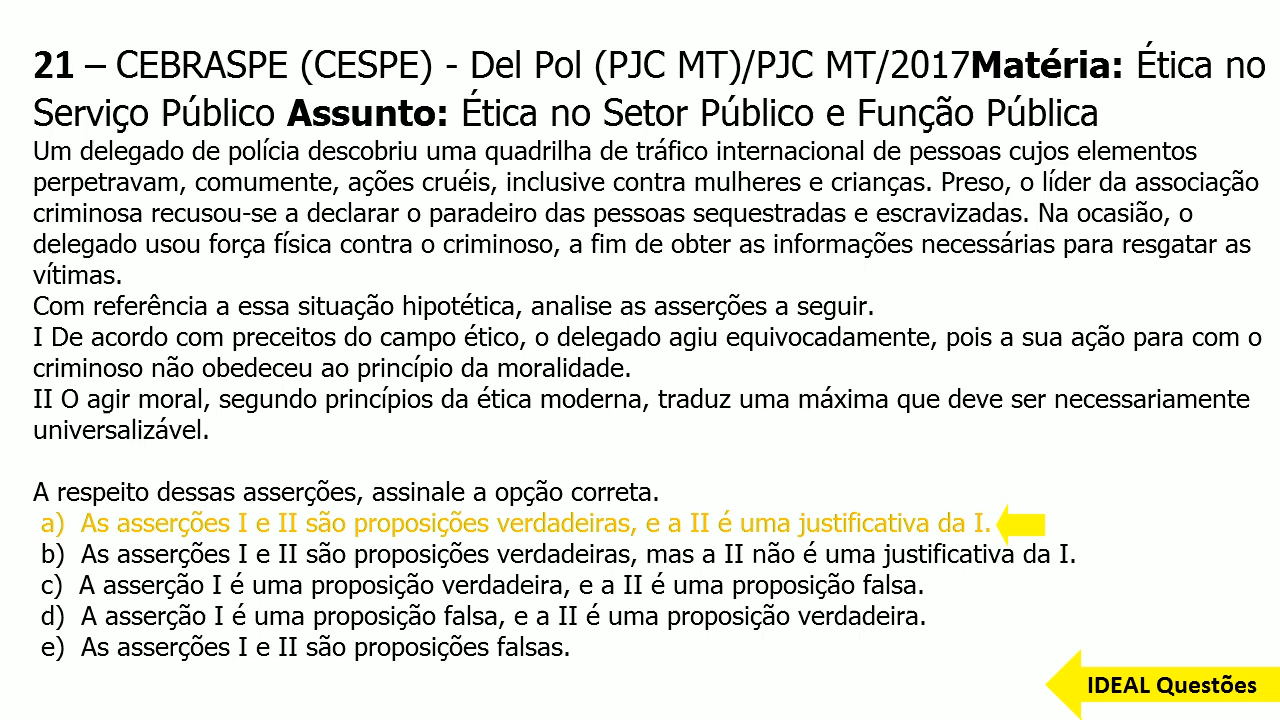 21 – CEBRASPE (CESPE) - Del Pol (PJC MT)/PJC MT/2017Matéria: Ética no
Serviço Público Assunto: Ética no Setor Público e Função Pública
Um delegado de polícia descobriu uma quadrilha de tráfico internacional de pessoas cujos elementos
perpetravam, comumente, ações cruéis, inclusive contra mulheres e crianças. Preso, o líder da associação
criminosa recusou-se a declarar o paradeiro das pessoas sequestradas e escravizadas. Na ocasião, o
delegado usou força física contra o criminoso, a fim de obter as informações necessárias para resgatar as
vítimas.
Com referência a essa situação hipotética, analise as asserções a seguir.
I De acordo com preceitos do campo ético, o delegado agiu equivocadamente, pois a sua ação para com o
criminoso não obedeceu ao princípio da moralidade.
II O agir moral, segundo princípios da ética moderna, traduz uma máxima que deve ser necessariamente
universalizável.
A respeito dessas asserções, assinale a opção correta.
a) As asserções I e II são proposições verdadeiras, e a II é uma justificativa da I.
b) As asserções I e II são proposições verdadeiras, mas a II não é uma justificativa da I.
c) A asserção I é uma proposição verdadeira, e a II é uma proposição falsa.
d) A asserção I é uma proposição falsa, e a II é uma proposição verdadeira.
e) As asserções I e II são proposições falsas.
IDEAL Questões